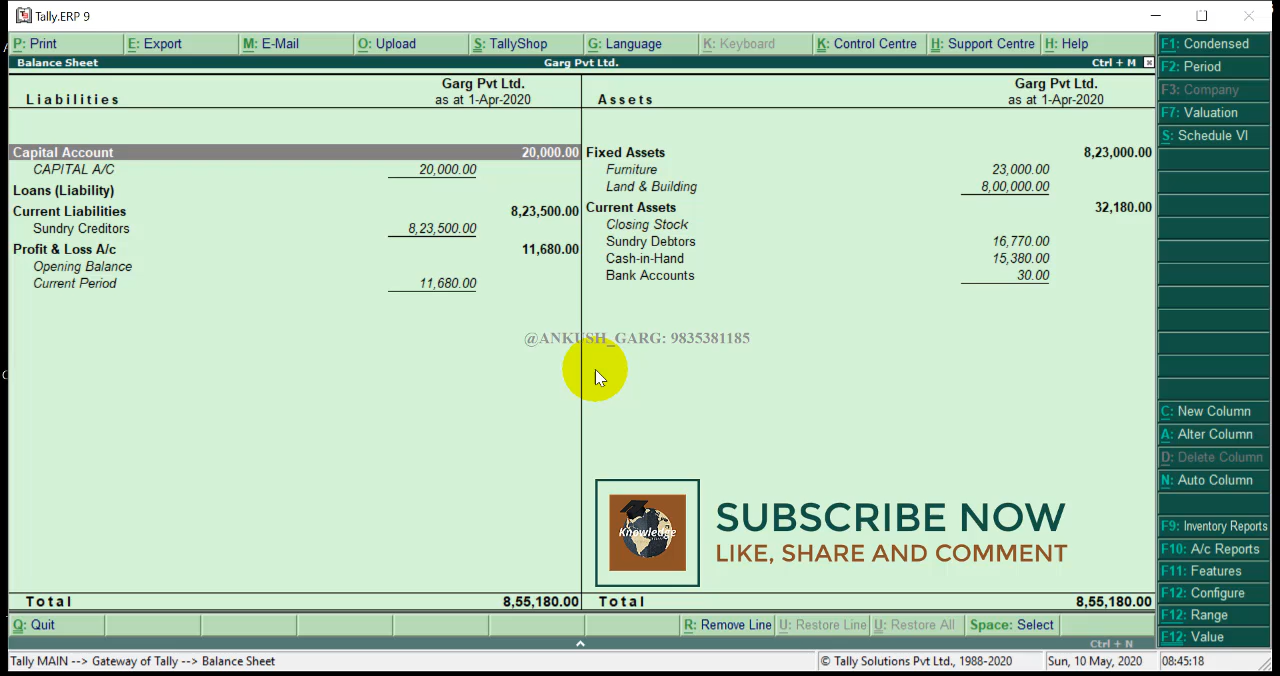 Tally.ERP 9
P: Print
E: Export
M: E-Mail
O: Upload
S: TallyShop
G: Language
K: Keyboard
K: Control Centre
H: Support Centre
H: Help
Balance Sheet
Garg Pvt Ltd.
Ctrl + M
Liabilities
Garg Pvt Ltd.
as at 1-Apr-2020
Assets
Garg Pvt Ltd.
as at 1-Apr-2020
Capital Account 20,000.00
CAPITAL A/C 20,000.00
Loans (Liability)
Current Liabilities 8,23,500.00
Sundry Creditors 8,23,500.00
Profit & Loss A/c 11,680.00
Opening Balance
Current Period 11,680.00
Fixed Assets 8,23,000.00
Furniture 23,000.00
Land & Building 8,00,000.00
Current Assets 32,180.00
Closing Stock
Sundry Debtors 16,770.00
Cash-in-Hand 15,380.00
Bank Accounts 30.00
@ANKUSH_GARG: 9835381185
Knowledge
SUBSCRIBE NOW
LIKE, SHARE AND COMMENT
Total 8,55,180.00
Total 8,55,180.00
Q: Quit
R: Remove Line
U: Restore Line
U: Restore All
Space: Select
Ctrl + N
Tally MAIN --> Gateway of Tally --> Balance Sheet
© Tally Solutions Pvt Ltd., 1988-2020
Sun, 10 May, 2020
08:45:18
F1: Condensed
F2: Period
F3: Company
F7: Valuation
S: Schedule VI
C: New Column
A: Alter Column
D: Delete Column
N: Auto Column
F9: Inventory Reports
F10: A/c Reports
F11: Features
F12: Configure
F12: Range
F12: Value